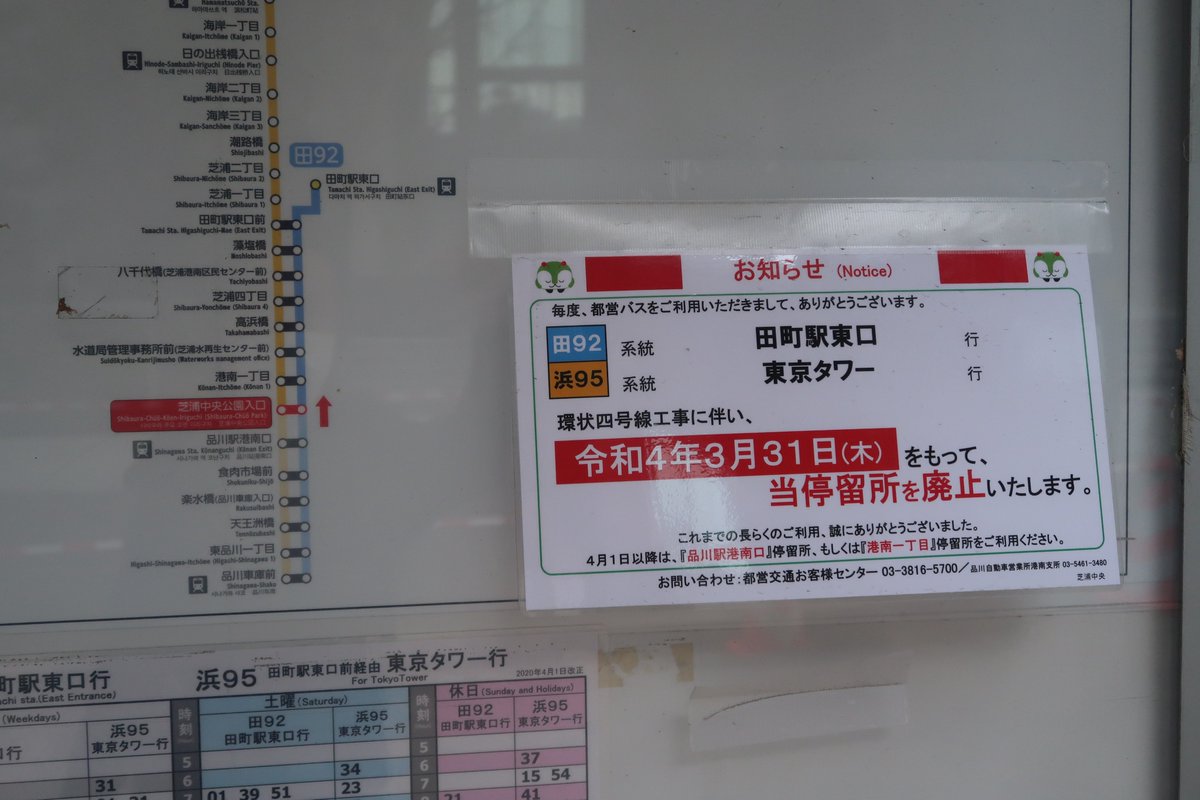 Hamamatsuchō Sta.
海岸一丁目
Kaigan-Itchōme (Kaigan 1)
日の出桟橋入口
Hinode-Sambashi-Iriguchi (Hinode Pier)
海岸二丁目
Kaigan-Nichōme (Kaigan 2)
海岸三丁目
Kaigan-Sanchōme (Kaigan 3)
潮路橋
Shiojibashi
芝浦二丁目
Shibaura-Nichōme (Shibaura 2)
芝浦一丁目
Shibaura-Itchōme (Shibaura 1)
田92
田町駅東口
Tamachi Sta. Higashiguchi (East Exit)
田町駅東口前
Tamachi Sta. Higashiguchi-Mae (East Exit)
藻塩橋
Moshiobashi
八千代橋(芝浦港南区民センター前)
Yachiyobashi
芝浦四丁目
Shibaura-Yonchōme (Shibaura 4)
高浜橋
Takahamabashi
水道局管理事務所前(芝浦水再生センター前)
Suidōkyoku-Kanrijimusho (Waterworks management office)
港南一丁目
Kōnan-Itchōme (Kōnan 1)
芝浦中央公園入口
Shibaura-Chūō-Kōen-Iriguchi (Shibaura-Chūō Park)
品川駅港南口
Shinagawa Sta. Kōnanguchi (Kōnan Exit)
食肉市場前
Shokuniku-Shijō
楽水橋(品川車庫入口)
Rakusuibashi
天王洲橋
Tennōzubashi
東品川一丁目
Higashi-Shinagawa-Itchōme (Higashi-Shinagawa 1)
品川車庫前
Shinagawa-Shako
お知らせ (Notice)
毎度、都営バスをご利用いただきまして、ありがとうございます。
田92 系統 田町駅東口 行
浜95 系統 東京タワー 行
環状四号線工事に伴い、
令和4年3月31日(木)をもって、
当停留所を廃止いたします。
これまでの長らくのご利用、誠にありがとうございました。
4月1日以降は、『品川駅港南口』停留所、もしくは『港南一丁目』停留所をご利用ください。
お問い合わせ:都営交通お客様センター 03-3816-5700/品川自動車営業所港南支所 03-5461-3480
芝浦中央
町駅東口行 浜95 田町駅東口前経由 東京タワー行
achi sta.(East Entrance) For TokyoTower 2020年4月1日改正
(Weekdays) 時刻 土曜 (Saturday) 時刻 休日 (Sunday and Holidays)
浜95 田92 浜95 田92 浜95
口行 東京タワー行 田町駅東口行 東京タワー行 田町駅東口行 東京タワー行
5 5
6 34 6 37
31 7 15 54
01 39 51 23 41